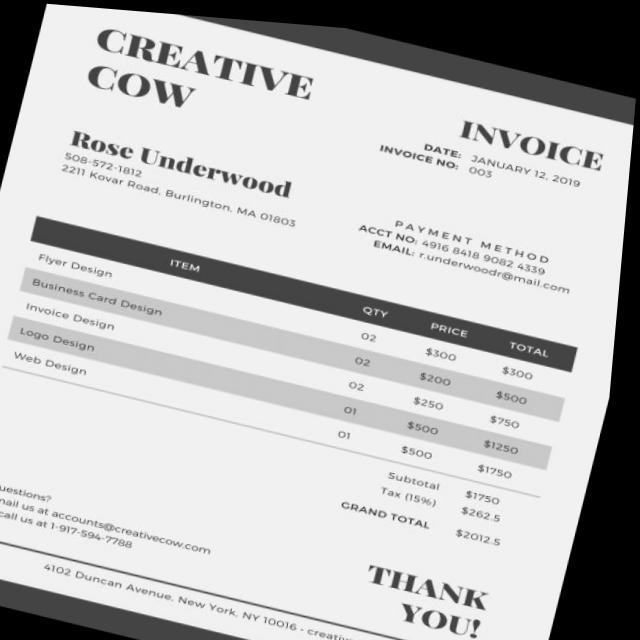 CREATIVE
COW
INVOICE
DATE: JANUARY 12, 2019
INVOICE NO: 003
Rose Underwood
508-572-1812
2211 Kovar Road, Burlington, MA 01803
PAYMENT METHOD
ACCT NO: 4916 8418 9082 4339
EMAIL: r.underwoodr@mail.com
ITEM QTY PRICE TOTAL
Flyer Design 02 $300 $300
Business Card Design 02 $200 $500
Invoice Design 02 $250 $750
Logo Design 01 $500 $1250
Web Design 01 $500 $1750
Subtotal $1750
Tax (15%) $262.5
GRAND TOTAL $2012.5
uestions?
mail us at accounts@creativecow.com
call us at 1-917-594-7788
THANK
YOU!
4102 Duncan Avenue, New York, NY 10016 - creative